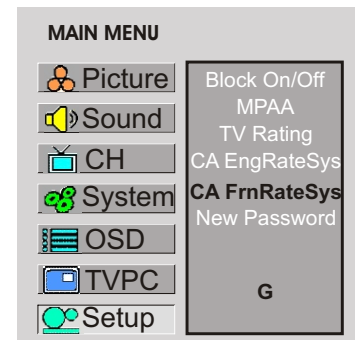 MAIN MENU
Picture
Sound
CH
System
OSD
TVPC
Setup
Block On/Off
MPAA
TV Rating
CA EngRateSys
CA FrnRateSys
New Password
G